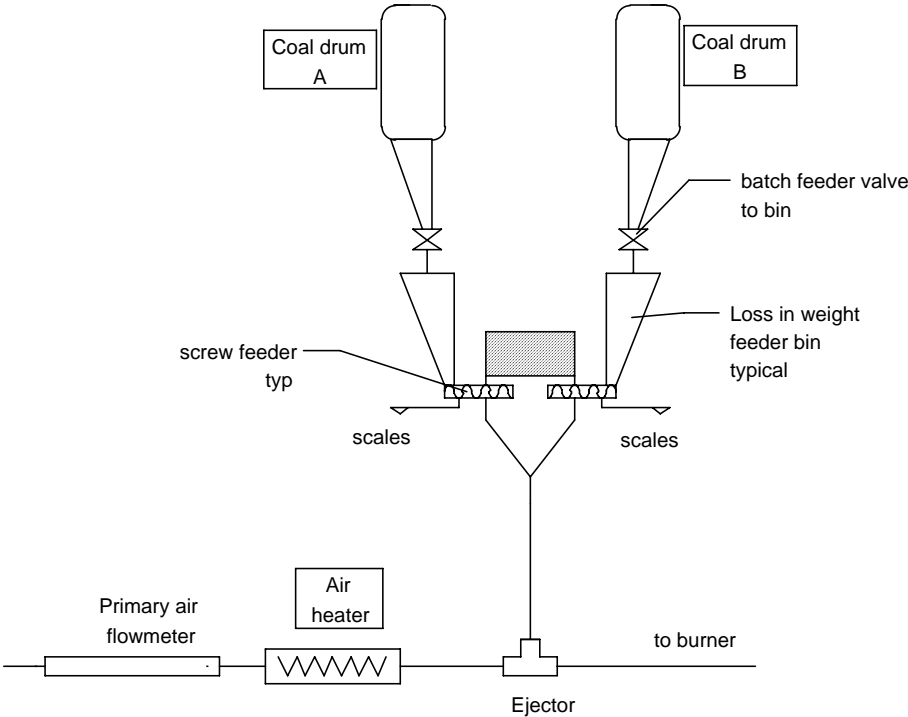 Coal drum
A
Coal drum
B
batch feeder valve
to bin
Loss in weight
feeder bin
typical
screw feeder
typ
scales
scales
Air
heater
Primary air
flowmeter
to burner
Ejector